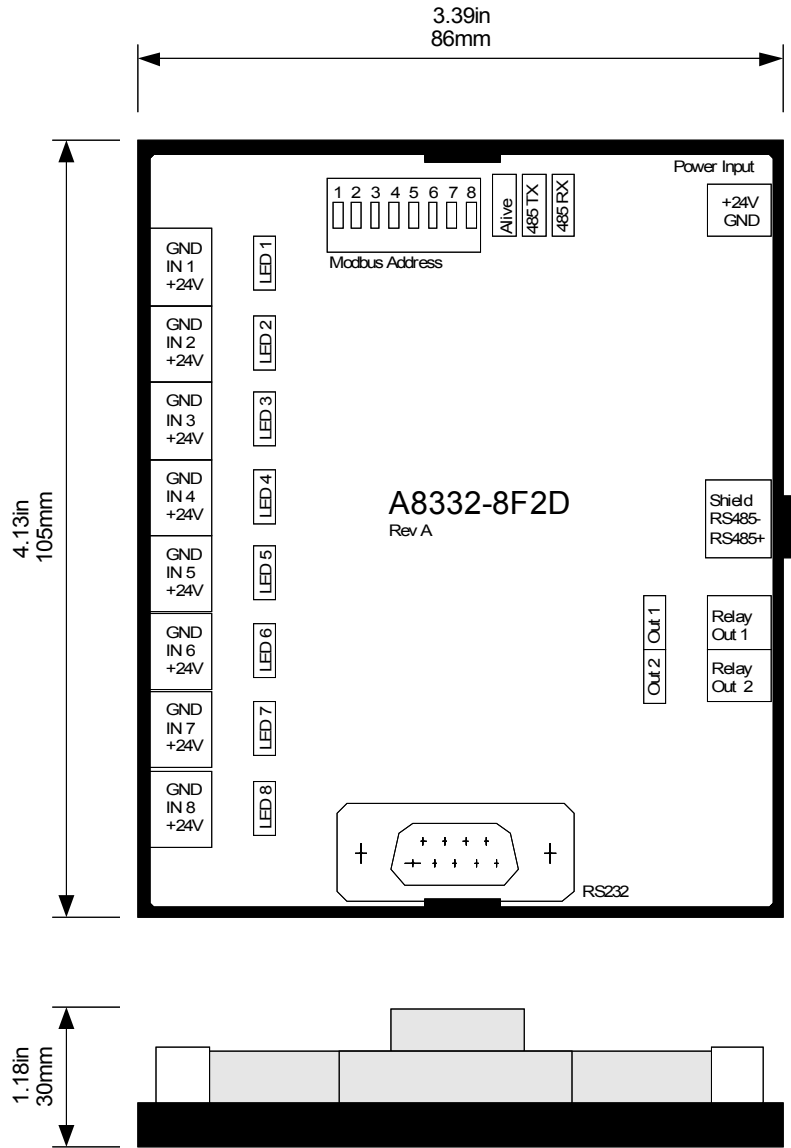 3.39in
86mm
Power Input
1 2 3 4 5 6 7 8
Alive
485 TX
485 RX
+24V
GND
Modbus Address
GND
IN 1
+24V
LED 1
GND
IN 2
+24V
LED 2
GND
IN 3
+24V
LED 3
GND
IN 4
+24V
LED 4
GND
IN 5
+24V
LED 5
GND
IN 6
+24V
LED 6
GND
IN 7
+24V
LED 7
GND
IN 8
+24V
LED 8
4.13in
105mm
A8332-8F2D
Rev A
Shield
RS485-
RS485+
Out 1
Relay
Out 1
Out 2
Relay
Out 2
RS232
1.18in
30mm